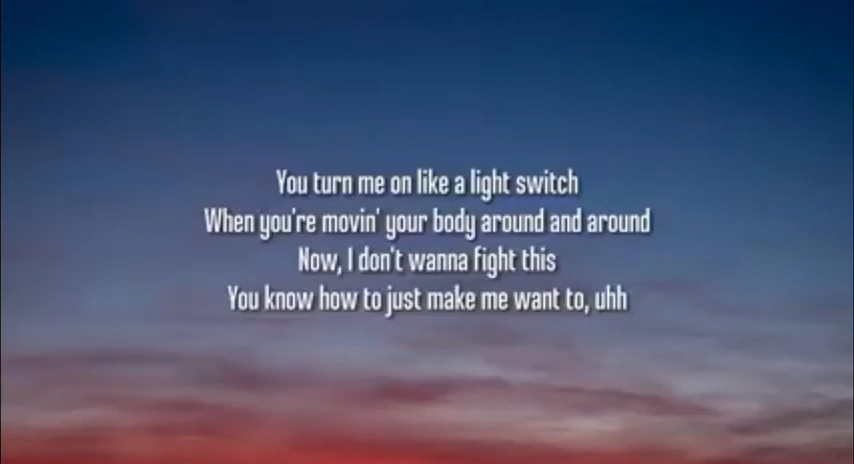 You turn me on like a light switch
When you're movin' your body around and around
Now, I don't wanna fight this
You know how to just make me want to, uhh